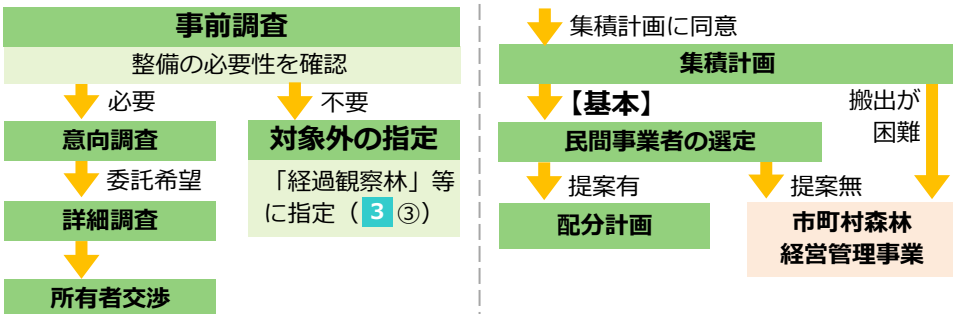 事前調査
整備の必要性を確認
必要
不要
意向調査
対象外の指定
委託希望
「経過観察林」等
に指定（3③）
詳細調査
所有者交渉
集積計画に同意
集積計画
【基本】
搬出が
困難
民間事業者の選定
提案有
提案無
配分計画
市町村森林
経営管理事業